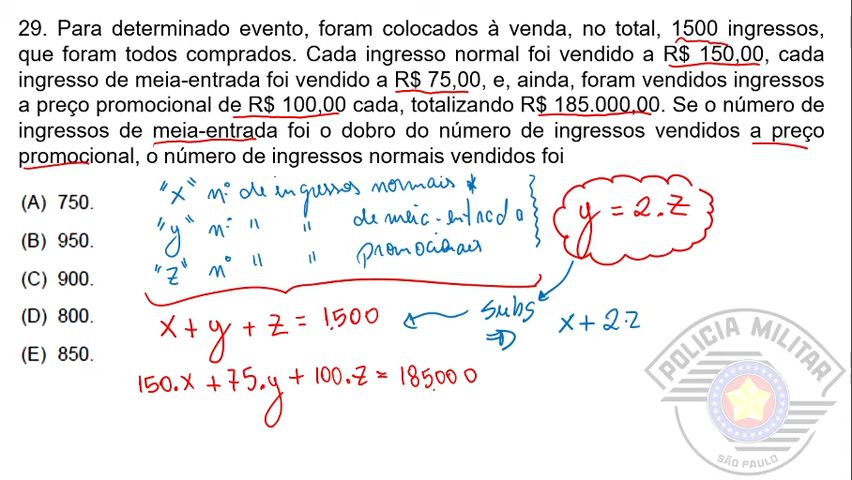 29. Para determinado evento, foram colocados à venda, no total, 1500 ingressos,
que foram todos comprados. Cada ingresso normal foi vendido a R$ 150,00, cada
ingresso de meia-entrada foi vendido a R$ 75,00, e, ainda, foram vendidos ingressos
a preço promocional de R$ 100,00 cada, totalizando R$ 185.000,00. Se o número de
ingressos de meia-entrada foi o dobro do número de ingressos vendidos a preço
promocional, o número de ingressos normais vendidos foi
(A) 750.
(B) 950.
(C) 900.
(D) 800.
(E) 850.
"x" nº de ingressos normais *
"y" nº " " de meia-entrada
"z" nº " " promocionais
y = 2.z
x + y + z = 1.500
subs
x + 2.z
150.x + 75.y + 100.z = 185.000
POLICIA MILITAR
SÃO PAULO